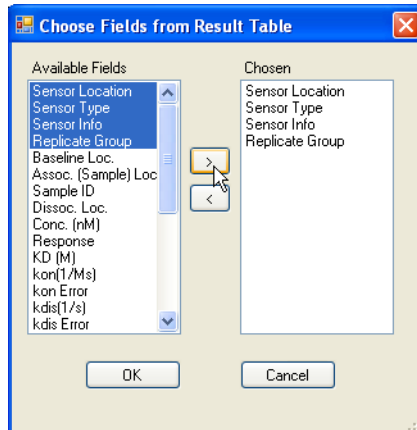 Choose Fields from Result Table
Available Fields
Sensor Location
Sensor Type
Sensor Info
Replicate Group
Baseline Loc.
Assoc. (Sample) Loc
Sample ID
Dissoc. Loc.
Conc. (nM)
Response
KD (M)
kon(1/Ms)
kon Error
kdis(1/s)
kdis Error
>
<
Chosen
Sensor Location
Sensor Type
Sensor Info
Replicate Group
OK
Cancel